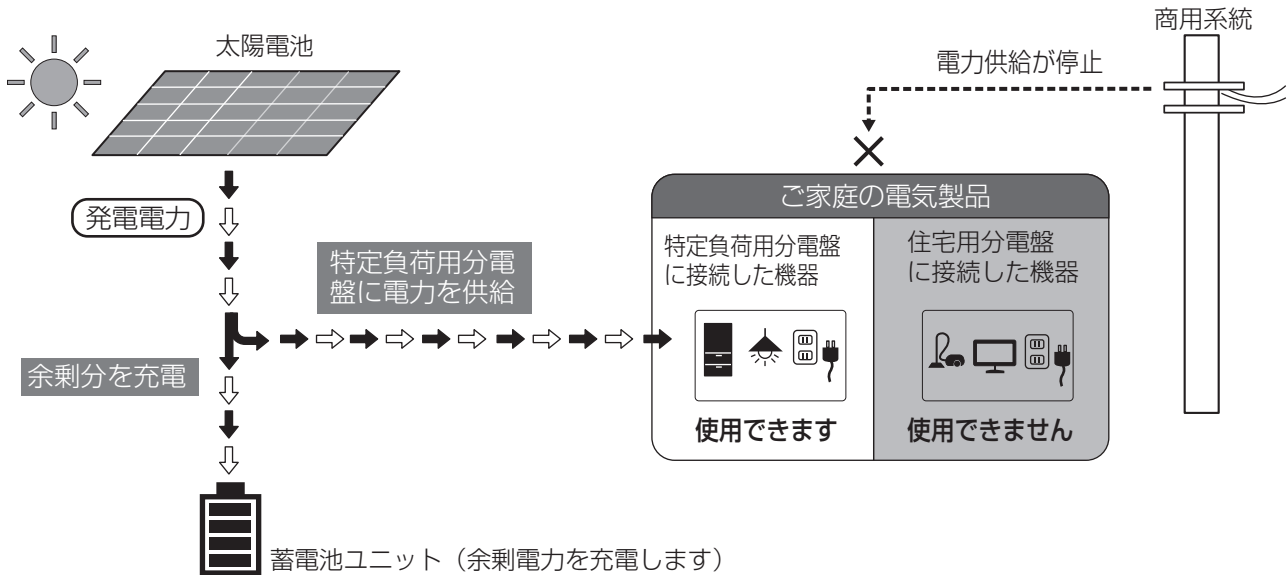 商用系統
太陽電池
電力供給が停止
発電電力
ご家庭の電気製品
特定負荷用分電
盤に電力を供給
特定負荷用分電盤
に接続した機器
住宅用分電盤
に接続した機器
余剰分を充電
使用できます
使用できません
蓄電池ユニット（余剰電力を充電します）